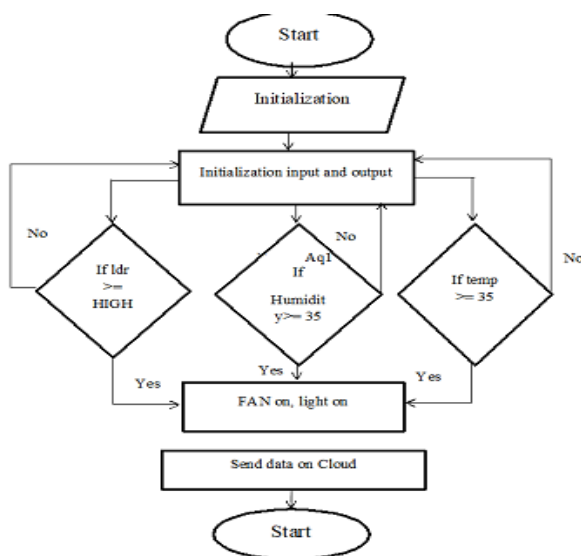 Start
Initialization
Initialization input and output
No
No
No
If ldr
>=
HIGH
Aq1
If
Humidit
y>= 35
If temp
>= 35
Yes
Yes
Yes
FAN on, light on
Send data on Cloud
Start